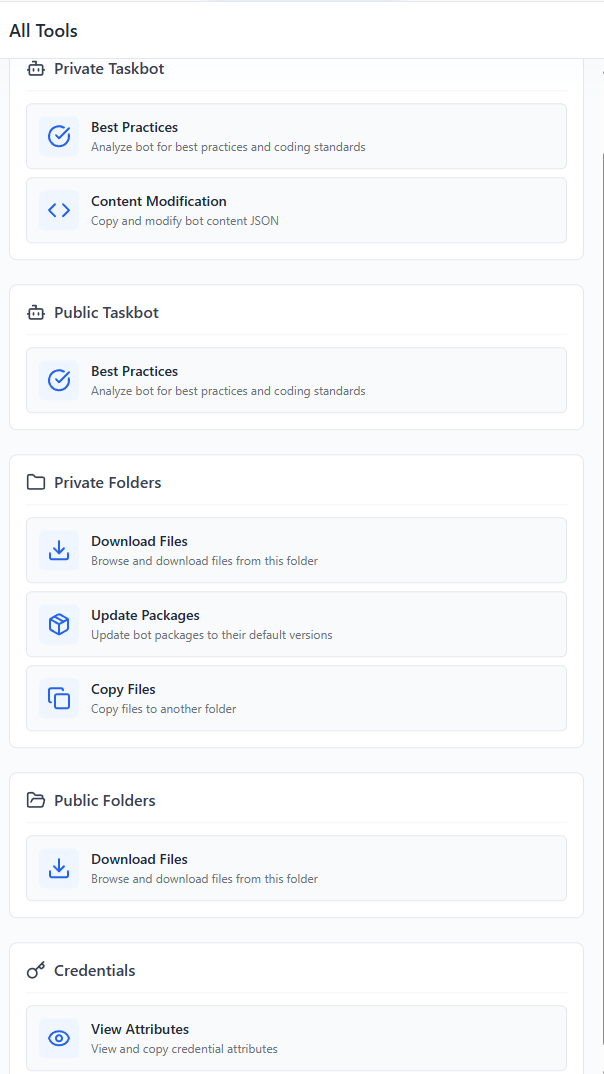 All Tools
Private Taskbot
Best Practices
Analyze bot for best practices and coding standards
Content Modification
Copy and modify bot content JSON
Public Taskbot
Best Practices
Analyze bot for best practices and coding standards
Private Folders
Download Files
Browse and download files from this folder
Update Packages
Update bot packages to their default versions
Copy Files
Copy files to another folder
Public Folders
Download Files
Browse and download files from this folder
Credentials
View Attributes
View and copy credential attributes